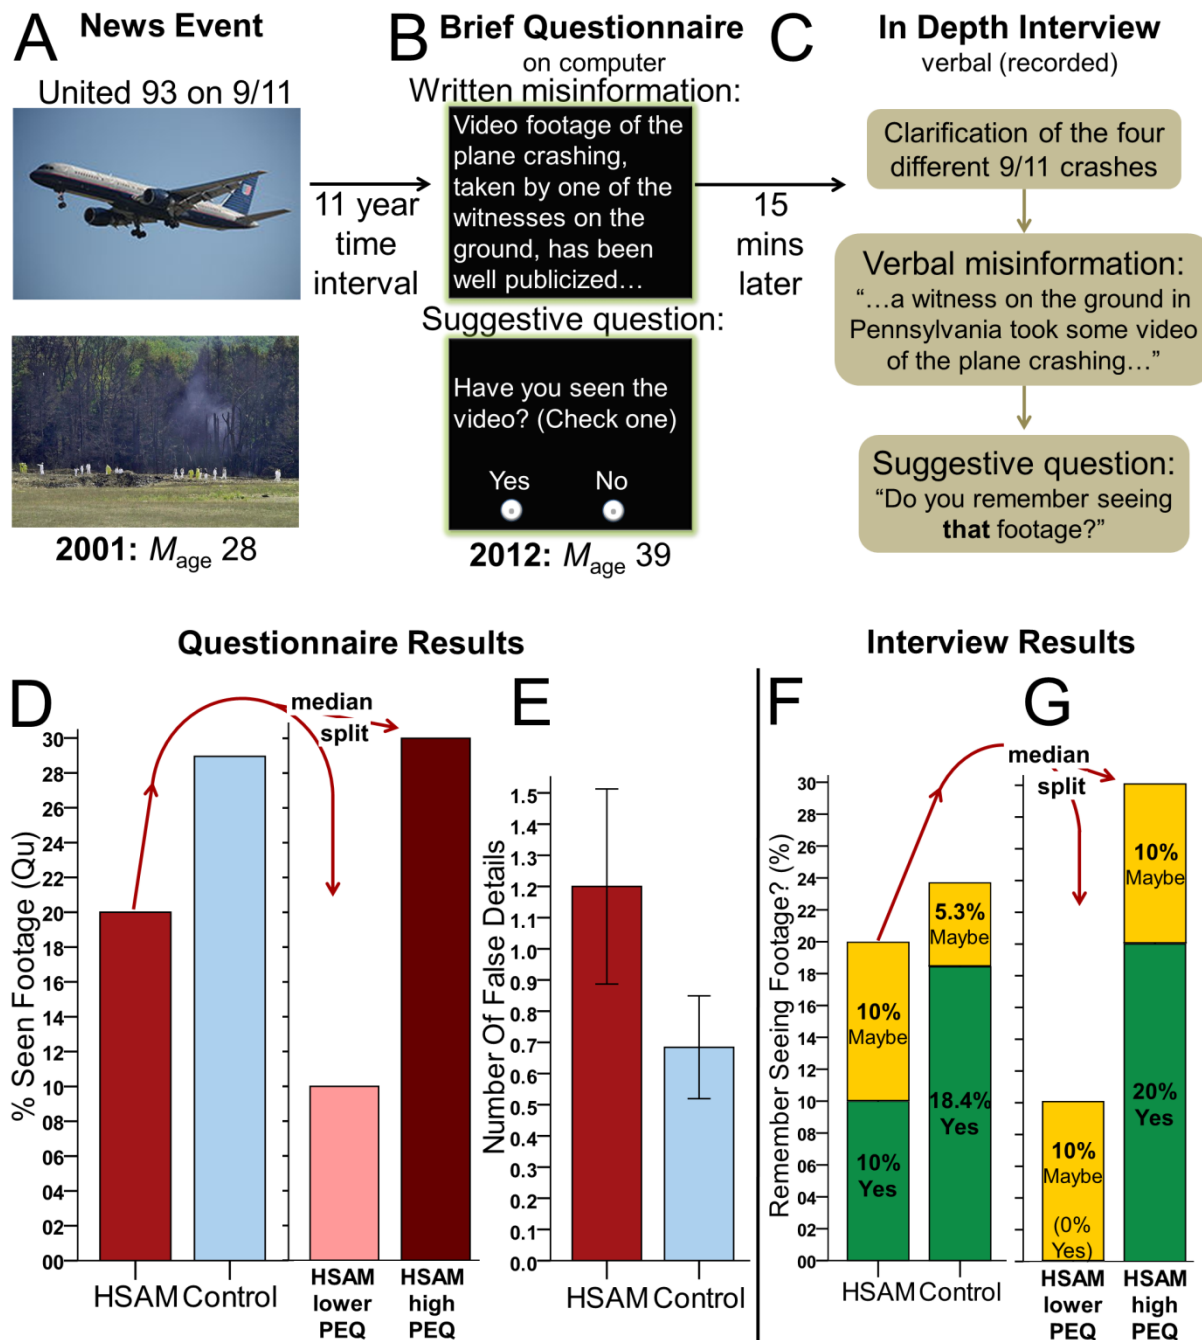 A
News Event
United 93 on 9/11
2001: Mage 28
11 year
time
interval
B
Brief Questionnaire
on computer
Written misinformation:
Video footage of the
plane crashing,
taken by one of the
witnesses on the
ground, has been
well publicized…
Suggestive question:
Have you seen the
video? (Check one)
Yes No
2012: Mage 39
15
mins
later
C
In Depth Interview
verbal (recorded)
Clarification of the four
different 9/11 crashes
Verbal misinformation:
“…a witness on the ground in
Pennsylvania took some video
of the plane crashing…”
Suggestive question:
“Do you remember seeing
that footage?”
Questionnaire Results
D
% Seen Footage (Qu)
30
28
26
24
22
20
18
16
14
12
10
08
06
04
02
00
median
split
HSAM Control
HSAM
lower
PEQ
HSAM
high
PEQ
E
Number Of False Details
1.5
1.4
1.3
1.2
1.1
1.0
0.9
0.8
0.7
0.6
0.5
0.4
0.3
0.2
0.1
0.0
HSAM Control
Interview Results
F
Remember Seeing Footage? (%)
30
28
26
24
22
20
18
16
14
12
10
08
06
04
02
00
10%
Maybe
10%
Yes
5.3%
Maybe
18.4%
Yes
HSAM Control
G
median
split
10%
Maybe
(0%
Yes)
10%
Maybe
20%
Yes
HSAM
lower
PEQ
HSAM
high
PEQ